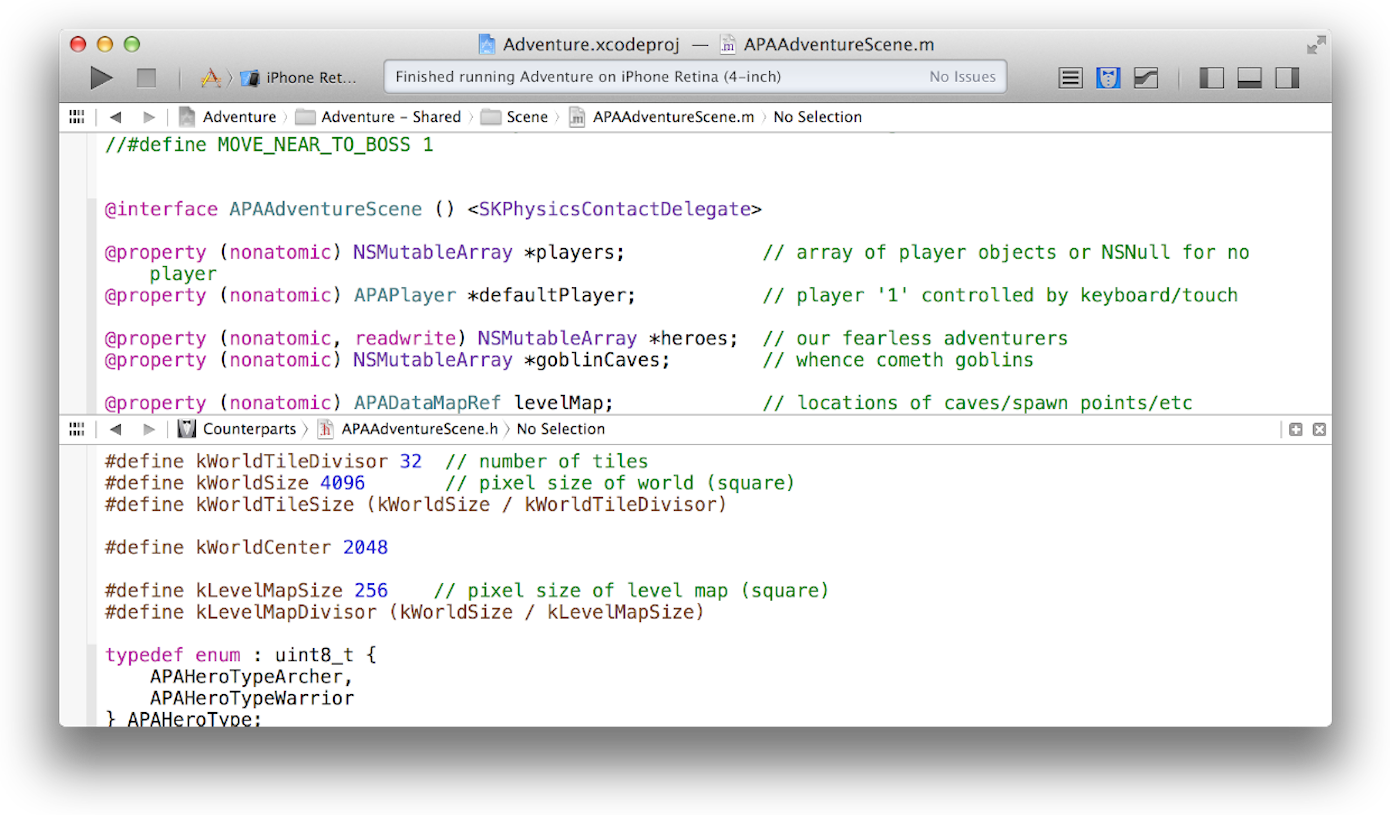 Adventure.xcodeproj — APAAdventureScene.m
iPhone Ret... Finished running Adventure on iPhone Retina (4-inch) No Issues
Adventure Adventure – Shared Scene APAAdventureScene.m No Selection
//#define MOVE_NEAR_TO_BOSS 1
@interface APAAdventureScene () <SKPhysicsContactDelegate>
@property (nonatomic) NSMutableArray *players; // array of player objects or NSNull for no
player
@property (nonatomic) APAPlayer *defaultPlayer; // player '1' controlled by keyboard/touch
@property (nonatomic, readwrite) NSMutableArray *heroes; // our fearless adventurers
@property (nonatomic) NSMutableArray *goblinCaves; // whence cometh goblins
@property (nonatomic) APADataMapRef levelMap; // locations of caves/spawn points/etc
Counterparts APAAdventureScene.h No Selection
#define kWorldTileDivisor 32 // number of tiles
#define kWorldSize 4096 // pixel size of world (square)
#define kWorldTileSize (kWorldSize / kWorldTileDivisor)
#define kWorldCenter 2048
#define kLevelMapSize 256 // pixel size of level map (square)
#define kLevelMapDivisor (kWorldSize / kLevelMapSize)
typedef enum : uint8_t {
APAHeroTypeArcher,
APAHeroTypeWarrior
} APAHeroType;